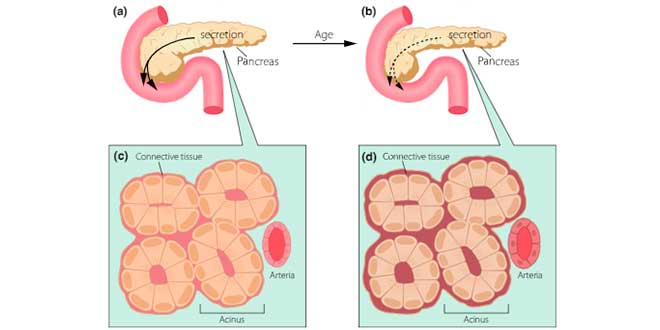 (a)
secretion
Pancreas
Age
(b)
secretion
Pancreas
(c)
Connective tissue
Arteria
Acinus
(d)
Connective tissue
Arteria
Acinus